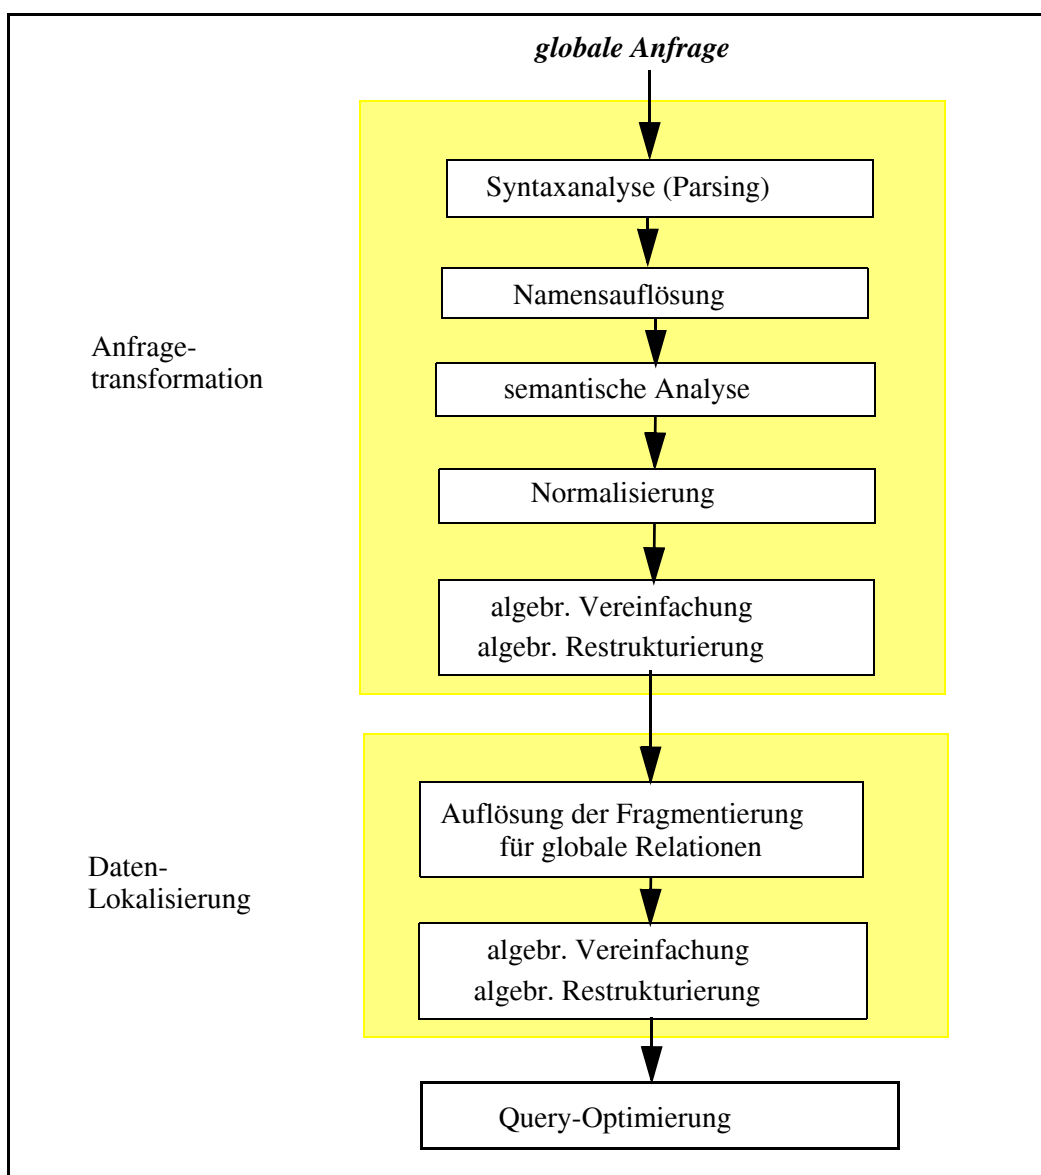 globale Anfrage
Syntaxanalyse (Parsing)
Namensauflösung
Anfrage-
transformation
semantische Analyse
Normalisierung
algebr. Vereinfachung
algebr. Restrukturierung
Auflösung der Fragmentierung
für globale Relationen
Daten-
Lokalisierung
algebr. Vereinfachung
algebr. Restrukturierung
Query-Optimierung